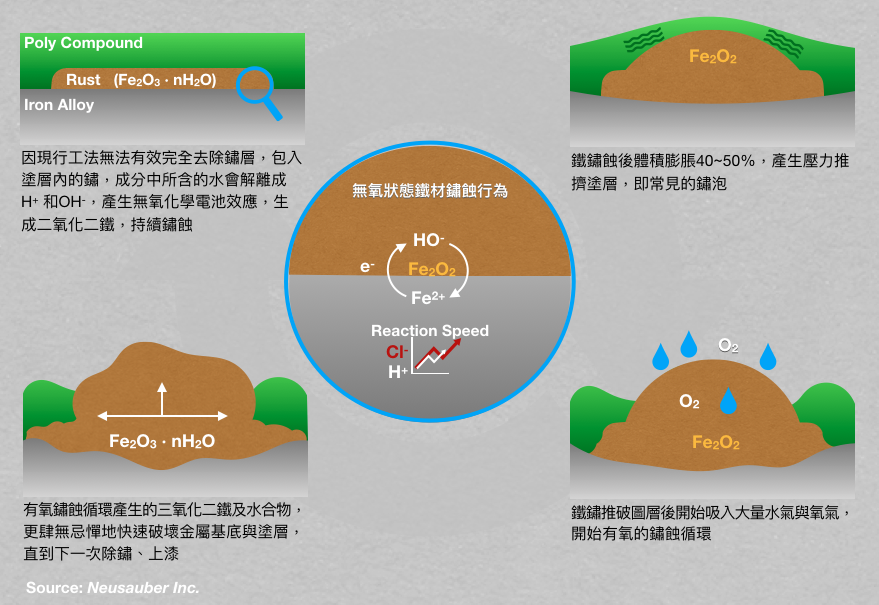 Poly Compound
Rust (Fe₂O₃ · nH₂O)
Iron Alloy
因現行工法無法有效完全去除鏽層，包入
塗層內的鏽，成分中所含的水會解離成
H⁺ 和OH⁻，產生無氧化學電池效應，生
成二氧化二鐵，持續鏽蝕
Fe₂O₂
鐵鏽蝕後體積膨脹40~50%，產生壓力推
擠塗層，即常見的鏽泡
無氧狀態鐵材鏽蝕行為
HO⁻
e⁻
Fe₂O₂
Fe²⁺
Reaction Speed
Cl⁻
H⁺
Fe₂O₃ · nH₂O
有氧鏽蝕循環產生的三氧化二鐵及水合物，
更肆無忌憚地快速破壞金屬基底與塗層，
直到下一次除鏽、上漆
O₂
O₂
Fe₂O₂
鐵鏽推破圖層後開始吸入大量水氣與氧氣，
開始有氧的鏽蝕循環
Source: Neusauber Inc.